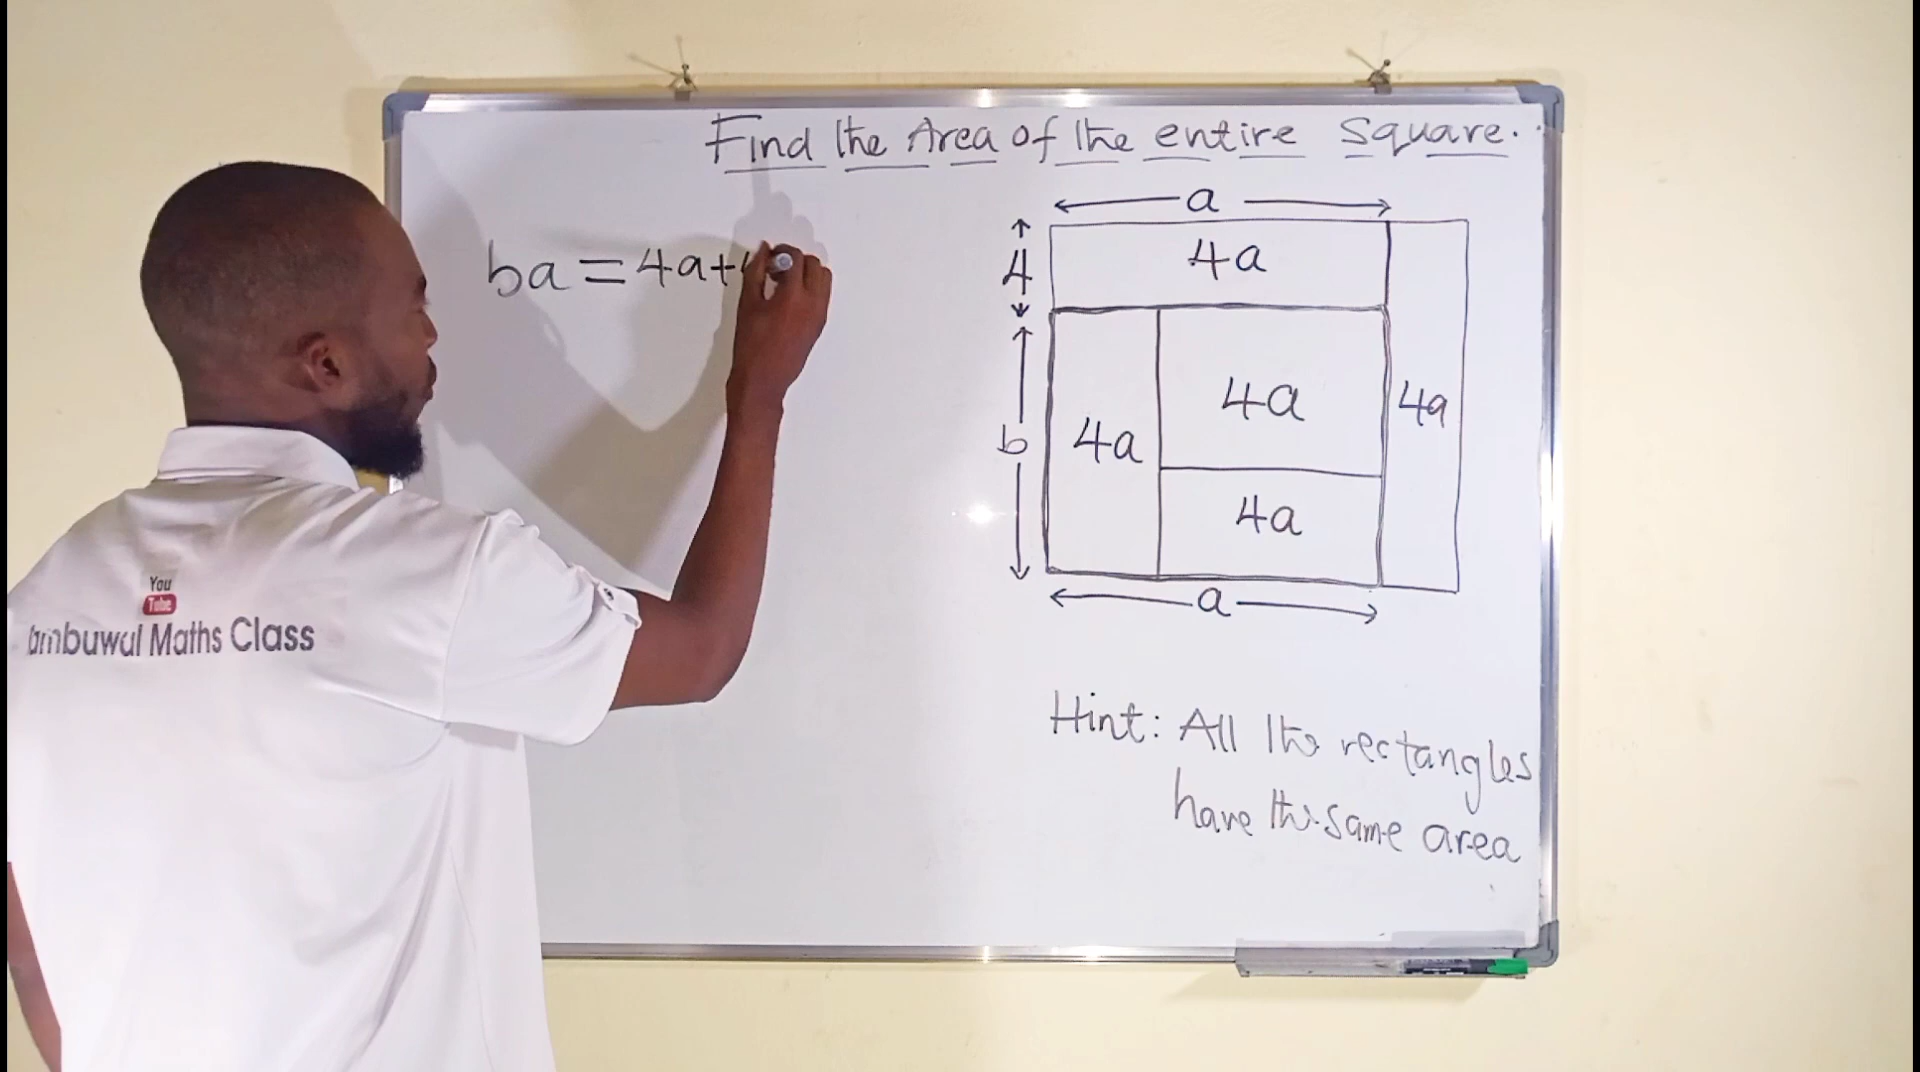 Find the Area of the entire square.
ba = 4a+
a
4
4a
b
4a
4a
4a
4a
a
Hint: All the rectangles
have the same area
You
Tube
ambuwal Maths Class